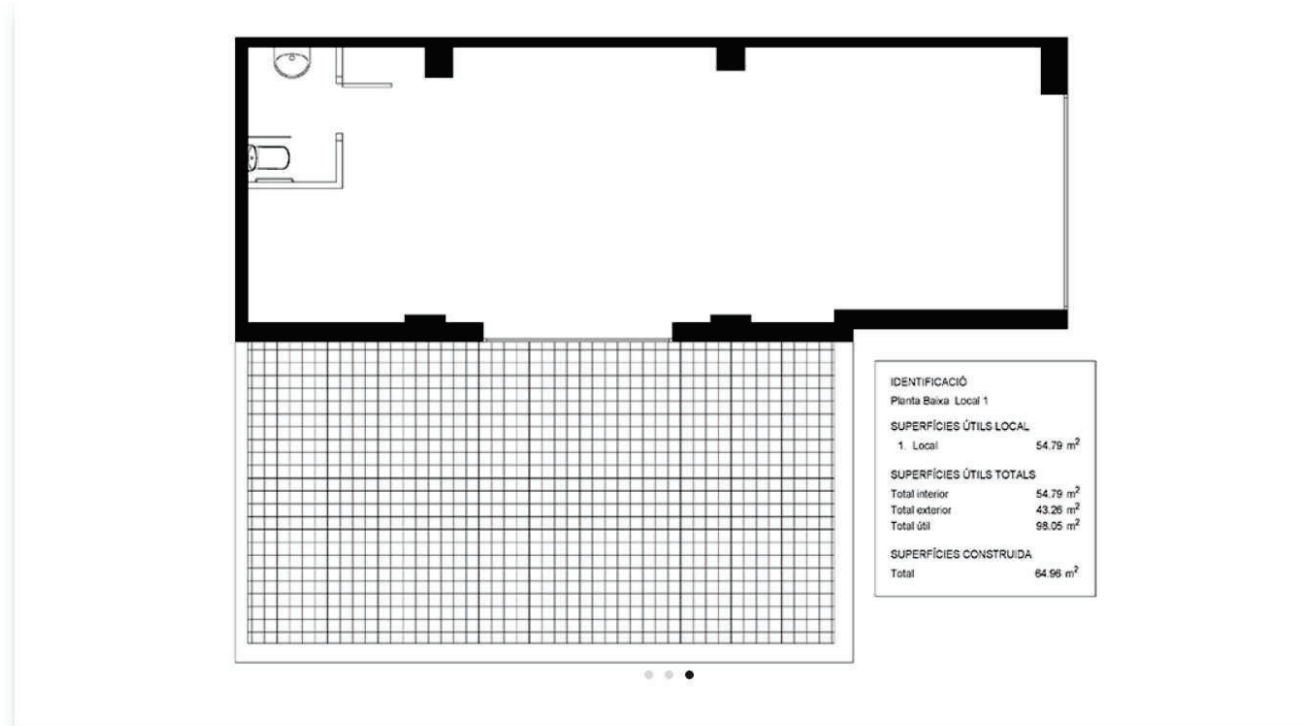 IDENTIFICACIÓ
Planta Baixa Local 1
SUPERFÍCIES ÚTILS LOCAL
1. Local 54.79 m²
SUPERFÍCIES ÚTILS TOTALS
Total interior 54.79 m²
Total exterior 43.26 m²
Total útil 98.05 m²
SUPERFÍCIES CONSTRUIDA
Total 64.96 m²